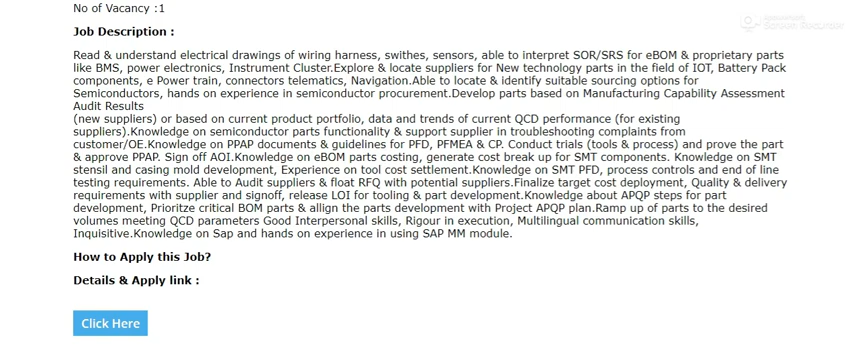 No of Vacancy :1
Job Description :
Read & understand electrical drawings of wiring harness, swithes, sensors, able to interpret SOR/SRS for eBOM & proprietary parts
like BMS, power electronics, Instrument Cluster.Explore & locate suppliers for New technology parts in the field of IOT, Battery Pack
components, e Power train, connectors telematics, Navigation.Able to locate & identify suitable sourcing options for
Semiconductors, hands on experience in semiconductor procurement.Develop parts based on Manufacturing Capability Assessment
Audit Results
(new suppliers) or based on current product portfolio, data and trends of current QCD performance (for existing
suppliers).Knowledge on semiconductor parts functionality & support supplier in troubleshooting complaints from
customer/OE.Knowledge on PPAP documents & guidelines for PFD, PFMEA & CP. Conduct trials (tools & process) and prove the part
& approve PPAP. Sign off AOI.Knowledge on eBOM parts costing, generate cost break up for SMT components. Knowledge on SMT
stensil and casing mold development, Experience on tool cost settlement.Knowledge on SMT PFD, process controls and end of line
testing requirements. Able to Audit suppliers & float RFQ with potential suppliers.Finalize target cost deployment, Quality & delivery
requirements with supplier and signoff, release LOI for tooling & part development.Knowledge about APQP steps for part
development, Prioritze critical BOM parts & allign the parts development with Project APQP plan.Ramp up of parts to the desired
volumes meeting QCD parameters Good Interpersonal skills, Rigour in execution, Multilingual communication skills,
Inquisitive.Knowledge on Sap and hands on experience in using SAP MM module.
How to Apply this Job?
Details & Apply link :
Click Here
Screen Recorder